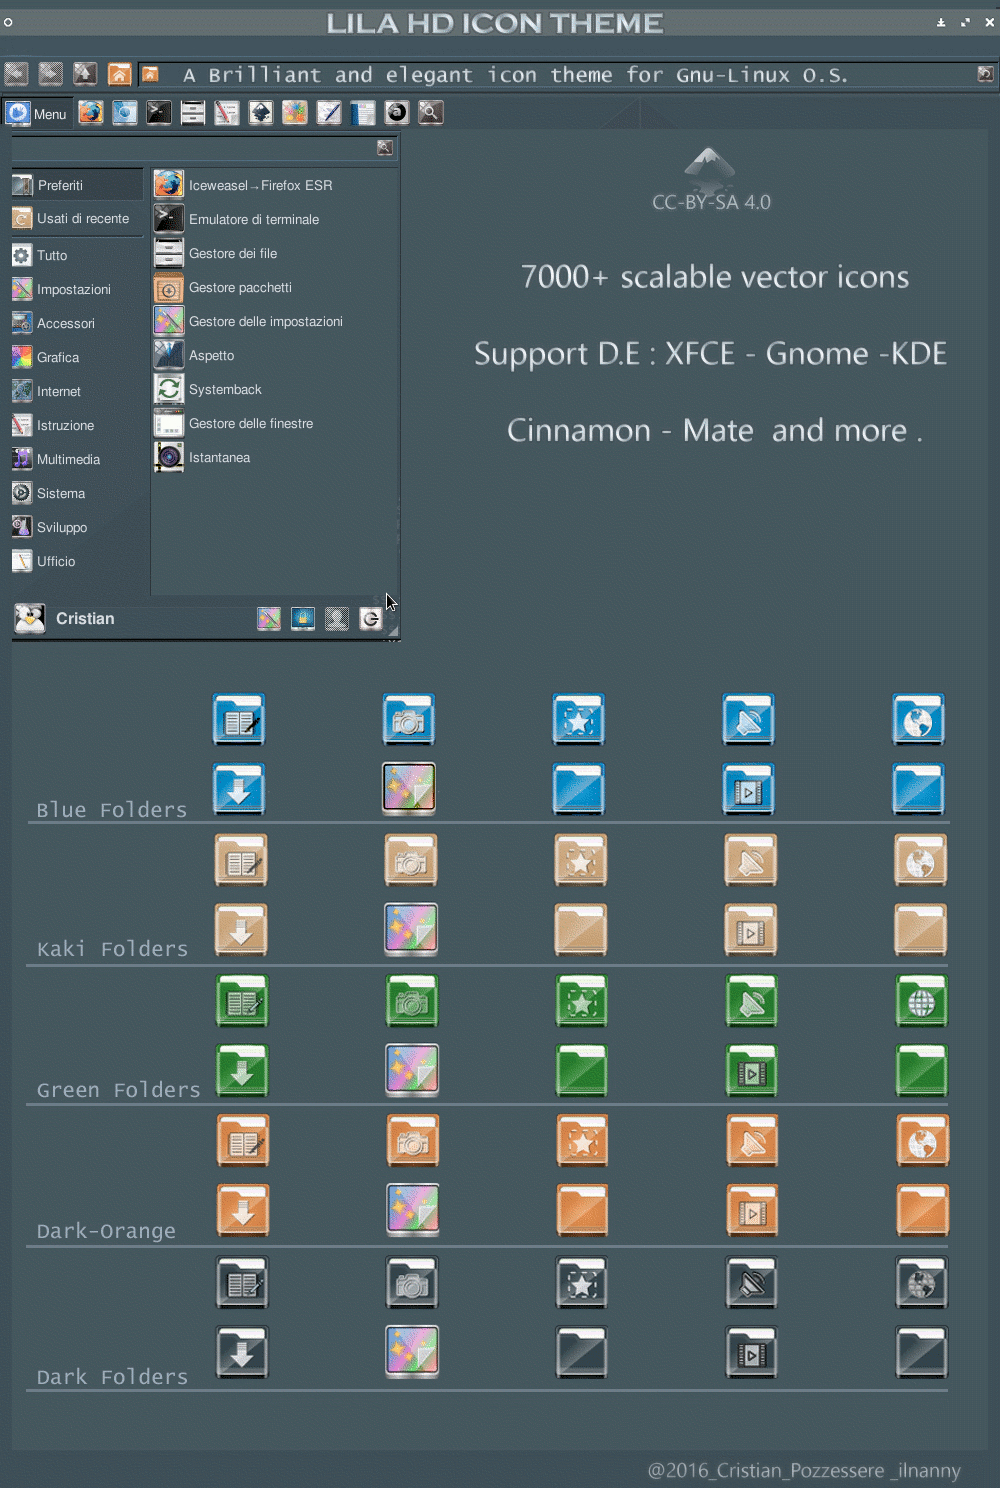 LILA HD ICON THEME
A Brilliant and elegant icon theme for Gnu-Linux O.S.
Menu
Preferiti
Usati di recente
Tutto
Impostazioni
Accessori
Grafica
Internet
Istruzione
Multimedia
Sistema
Sviluppo
Ufficio
Iceweasel→Firefox ESR
Emulatore di terminale
Gestore dei file
Gestore pacchetti
Gestore delle impostazioni
Aspetto
Systemback
Gestore delle finestre
Istantanea
Cristian
CC-BY-SA 4.0
7000+ scalable vector icons
Support D.E : XFCE - Gnome -KDE
Cinnamon - Mate and more .
Blue Folders
Kaki Folders
Green Folders
Dark-Orange
Dark Folders
@2016_Cristian_Pozzessere _ilnanny